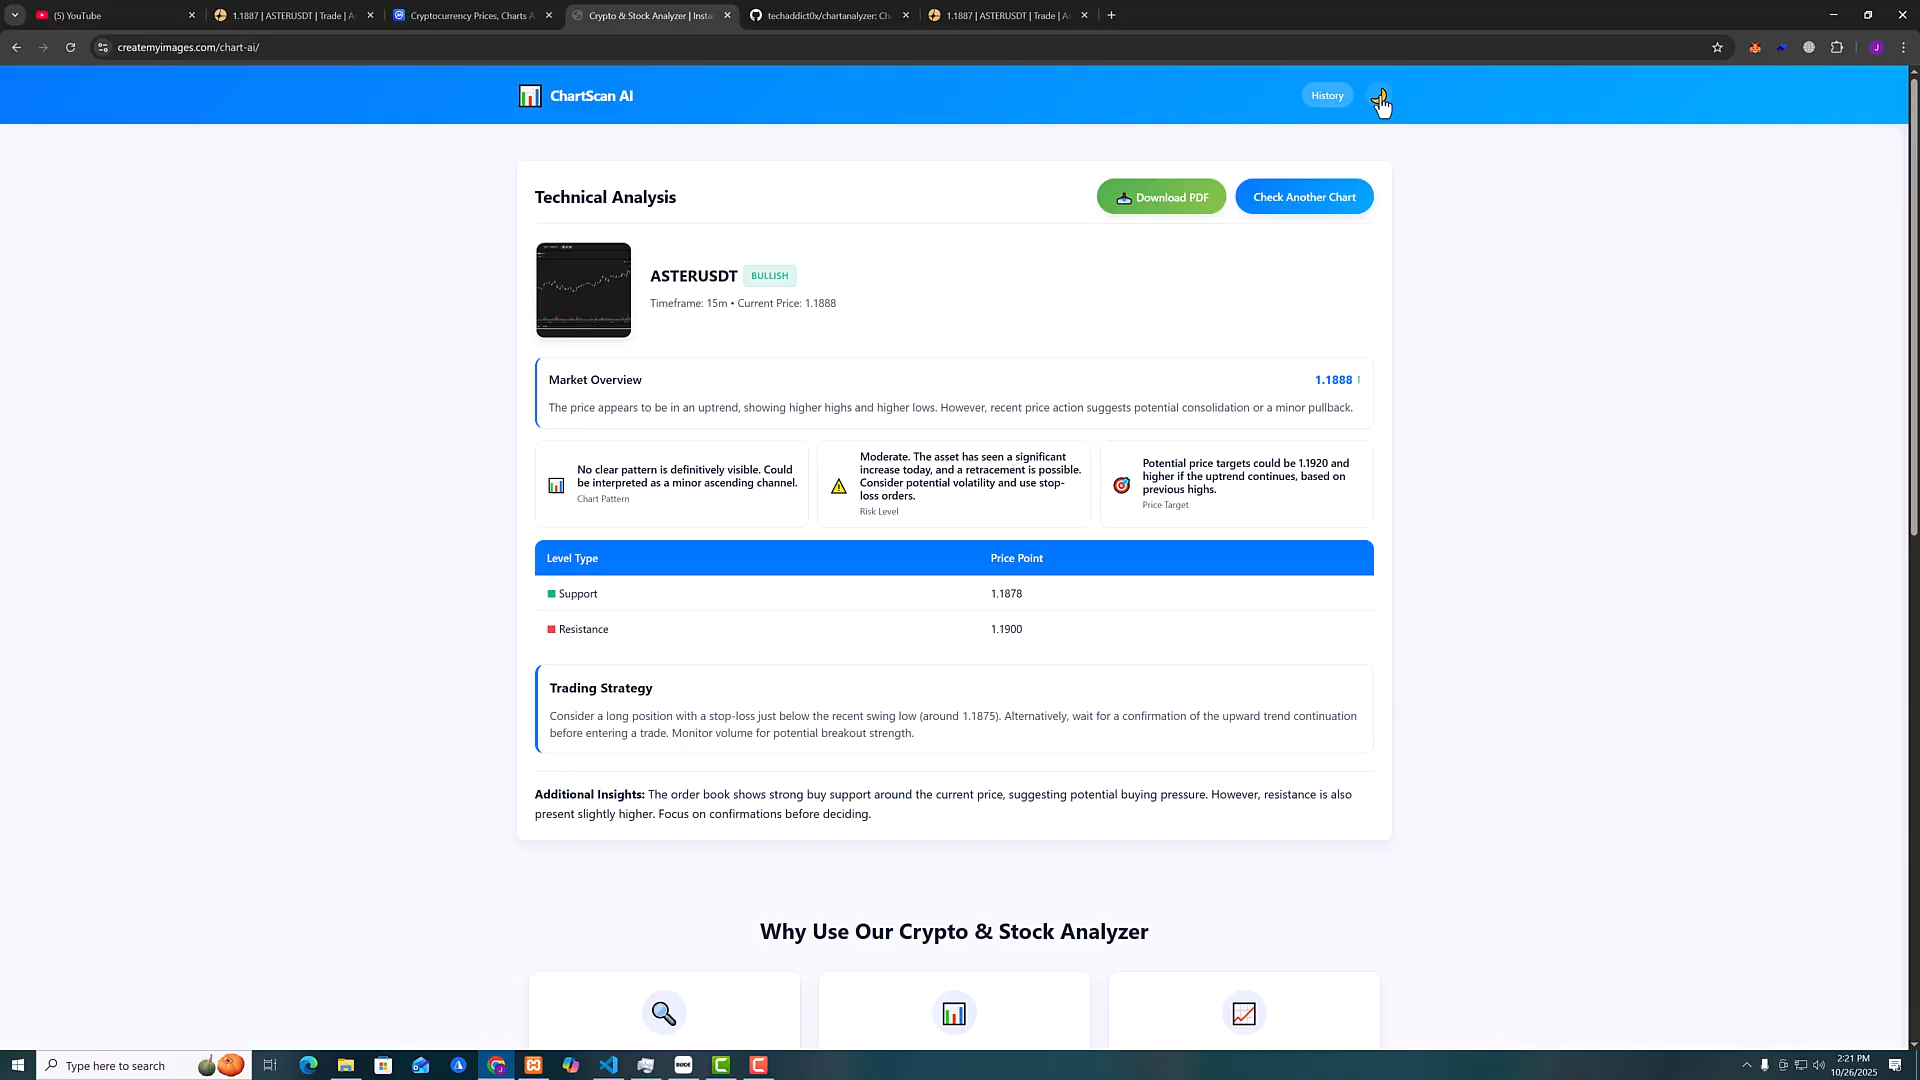 (5) YouTube
1.1887 | ASTERUSDT | Trade | As
Cryptocurrency Prices, Charts A
Crypto & Stock Analyzer | Insta
techaddict0x/chartanalyzer: Ch
1.1887 | ASTERUSDT | Trade | As
createmyimages.com/chart-ai/
J
ChartScan AI
History
Technical Analysis
Download PDF
Check Another Chart
ASTERUSDT BULLISH
Timeframe: 15m • Current Price: 1.1888
Market Overview
1.1888 ↑
The price appears to be in an uptrend, showing higher highs and higher lows. However, recent price action suggests potential consolidation or a minor pullback.
No clear pattern is definitively visible. Could
be interpreted as a minor ascending channel.
Chart Pattern
Moderate. The asset has seen a significant
increase today, and a retracement is possible.
Consider potential volatility and use stop-
loss orders.
Risk Level
Potential price targets could be 1.1920 and
higher if the uptrend continues, based on
previous highs.
Price Target
Level Type Price Point
Support 1.1878
Resistance 1.1900
Trading Strategy
Consider a long position with a stop-loss just below the recent swing low (around 1.1875). Alternatively, wait for a confirmation of the upward trend continuation
before entering a trade. Monitor volume for potential breakout strength.
Additional Insights: The order book shows strong buy support around the current price, suggesting potential buying pressure. However, resistance is also
present slightly higher. Focus on confirmations before deciding.
Why Use Our Crypto & Stock Analyzer
Type here to search
RØDE
2:21 PM
10/26/2025